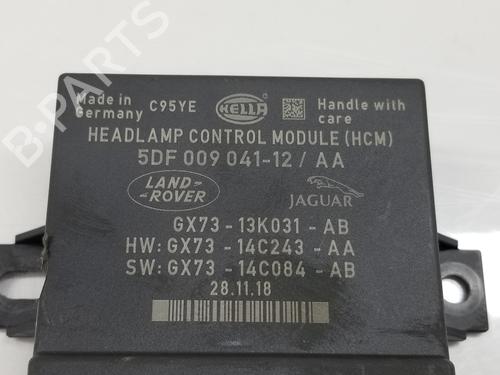 B-PARTS
Made in
Germany
C95YE
HELLA
Handle with
care
HEADLAMP CONTROL MODULE (HCM)
5DF 009 041-12 / AA
LAND-
ROVER
JAGUAR
GX73-13K031-AB
HW:GX73-14C243-AA
SW:GX73-14C084-AB
28.11.18